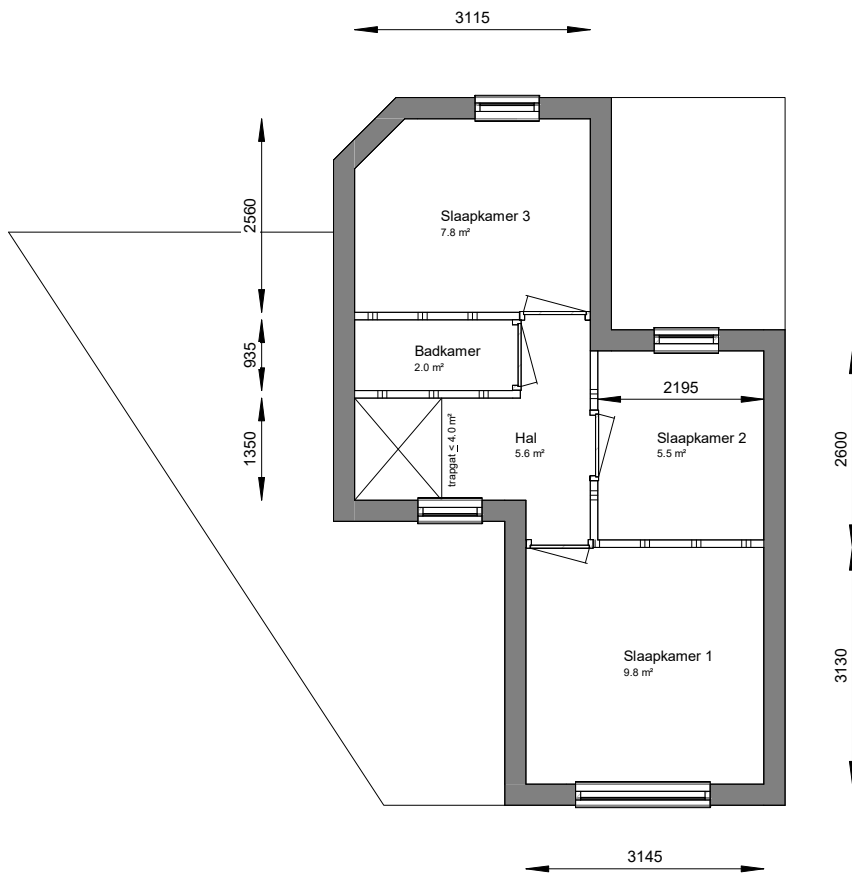 3115
2560
Slaapkamer 3
7.8 m²
935
Badkamer
2.0 m²
2195
1350
trapgat ≤ 4.0 m²
Hal
5.6 m²
Slaapkamer 2
5.5 m²
2600
Slaapkamer 1
9.8 m²
3130
3145